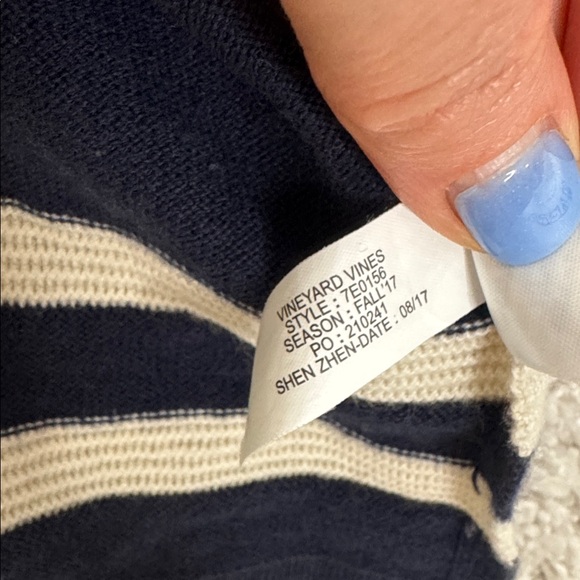 VINEYARD VINES
STYLE : 7E0156
SEASON : FALL'17
PO : 210241
SHEN ZHEN-DATE : 08/17